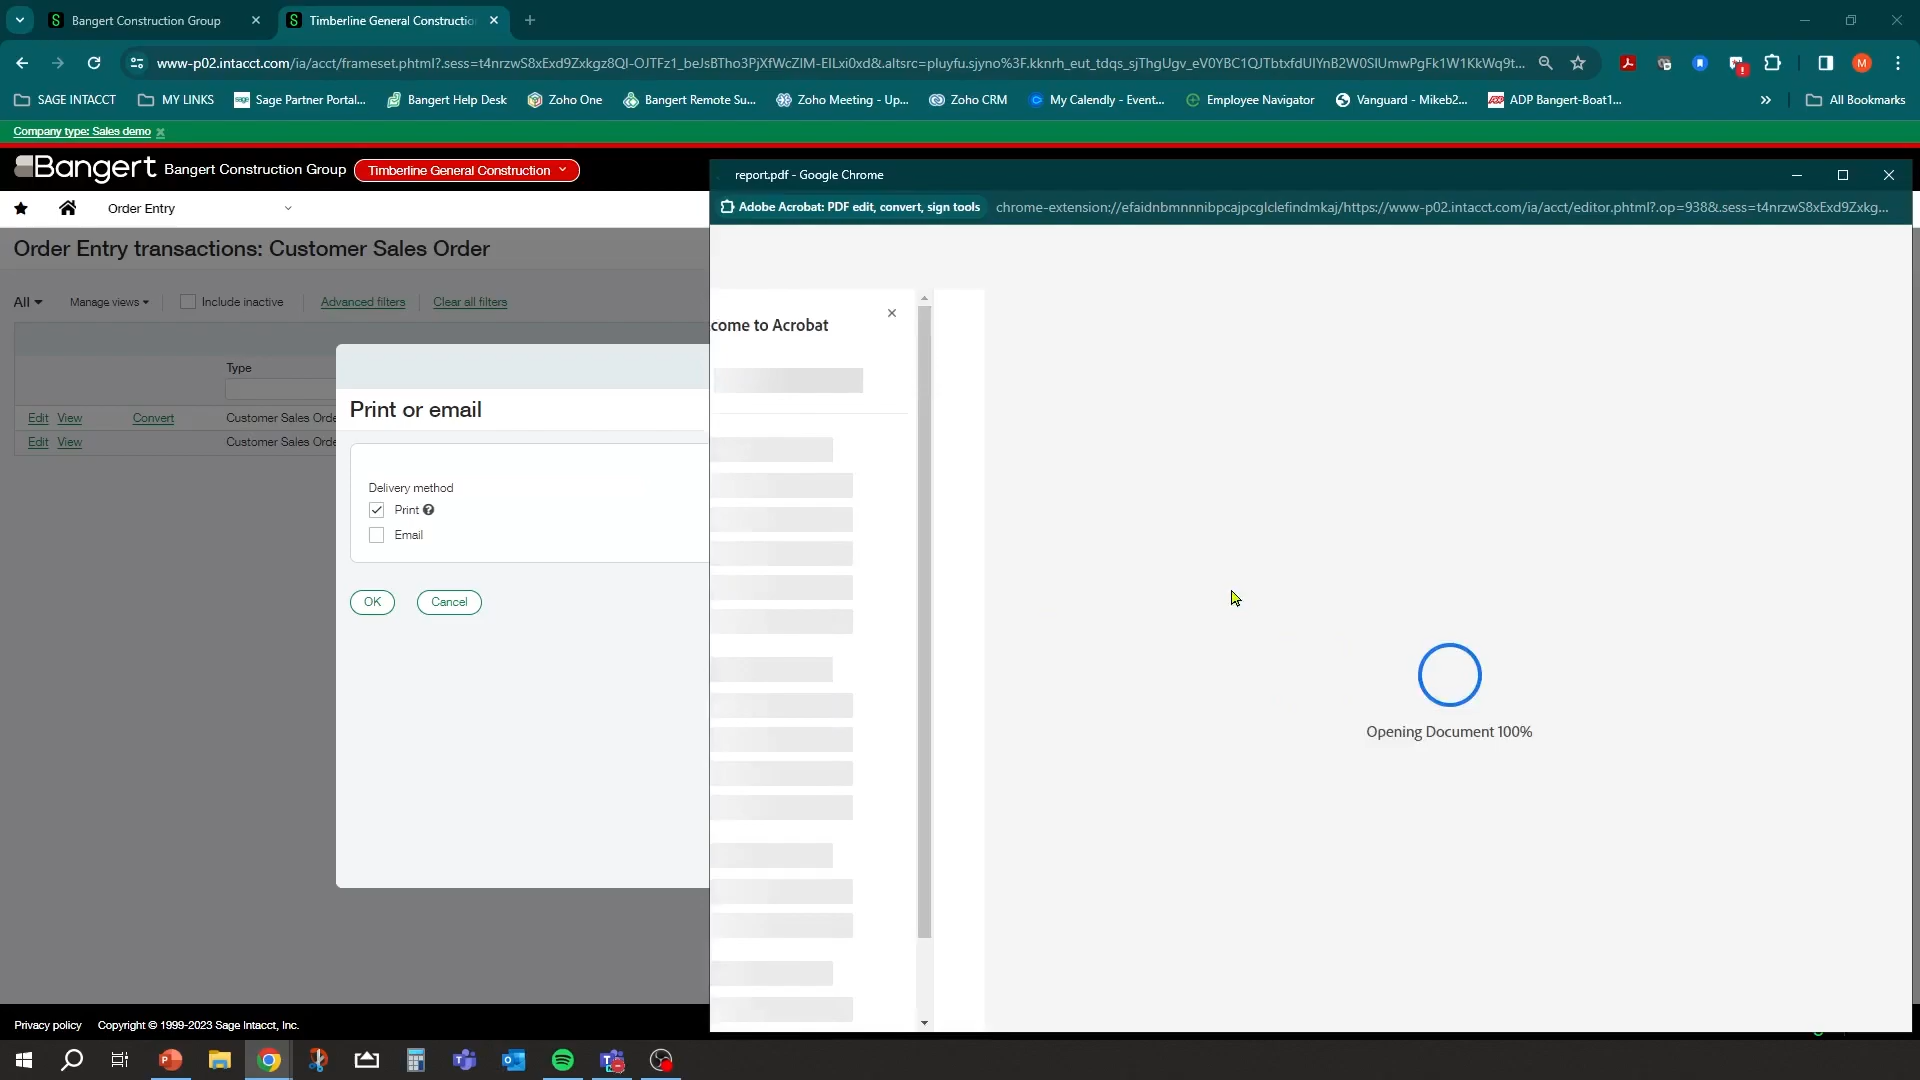 Bangert Construction Group
Timberline General Constructio
www-p02.intacct.com/ia/acct/frameset.phtml?.sess=t4nrzwS8xExd9Zxkgz8QI-OJTFz1_beJsBTho3PjXfWcZIM-EILxi0xd&.altsrc=pluyfu.sjyno%3F.kknrh_eut_tdqs_sjThgUgv_eV0YBC1QJTbtxfdUIYnB2W0SIUmwPgFk1W1KkWq9t...
SAGE INTACCT
MY LINKS
Sage Partner Portal...
Bangert Help Desk
Zoho One
Bangert Remote Su...
Zoho Meeting - Up...
Zoho CRM
My Calendly - Event...
Employee Navigator
Vanguard - Mikeb2...
ADP Bangert-Boat1...
All Bookmarks
Company type: Sales demo
Bangert Bangert Construction Group Timberline General Construction
report.pdf - Google Chrome
Adobe Acrobat: PDF edit, convert, sign tools
chrome-extension://efaidnbmnnnibpcajpcglclefindmkaj/https://www-p02.intacct.com/ia/acct/editor.phtml?.op=938&.sess=t4nrzwS8xExd9Zxkg...
Order Entry
Order Entry transactions: Customer Sales Order
All Manage views Include inactive Advanced filters Clear all filters
come to Acrobat
Type
Edit View Convert Customer Sales Orde
Edit View Customer Sales Orde
Print or email
Delivery method
Print
Email
OK Cancel
Opening Document 100%
Privacy policy Copyright © 1999-2023 Sage Intacct, Inc.